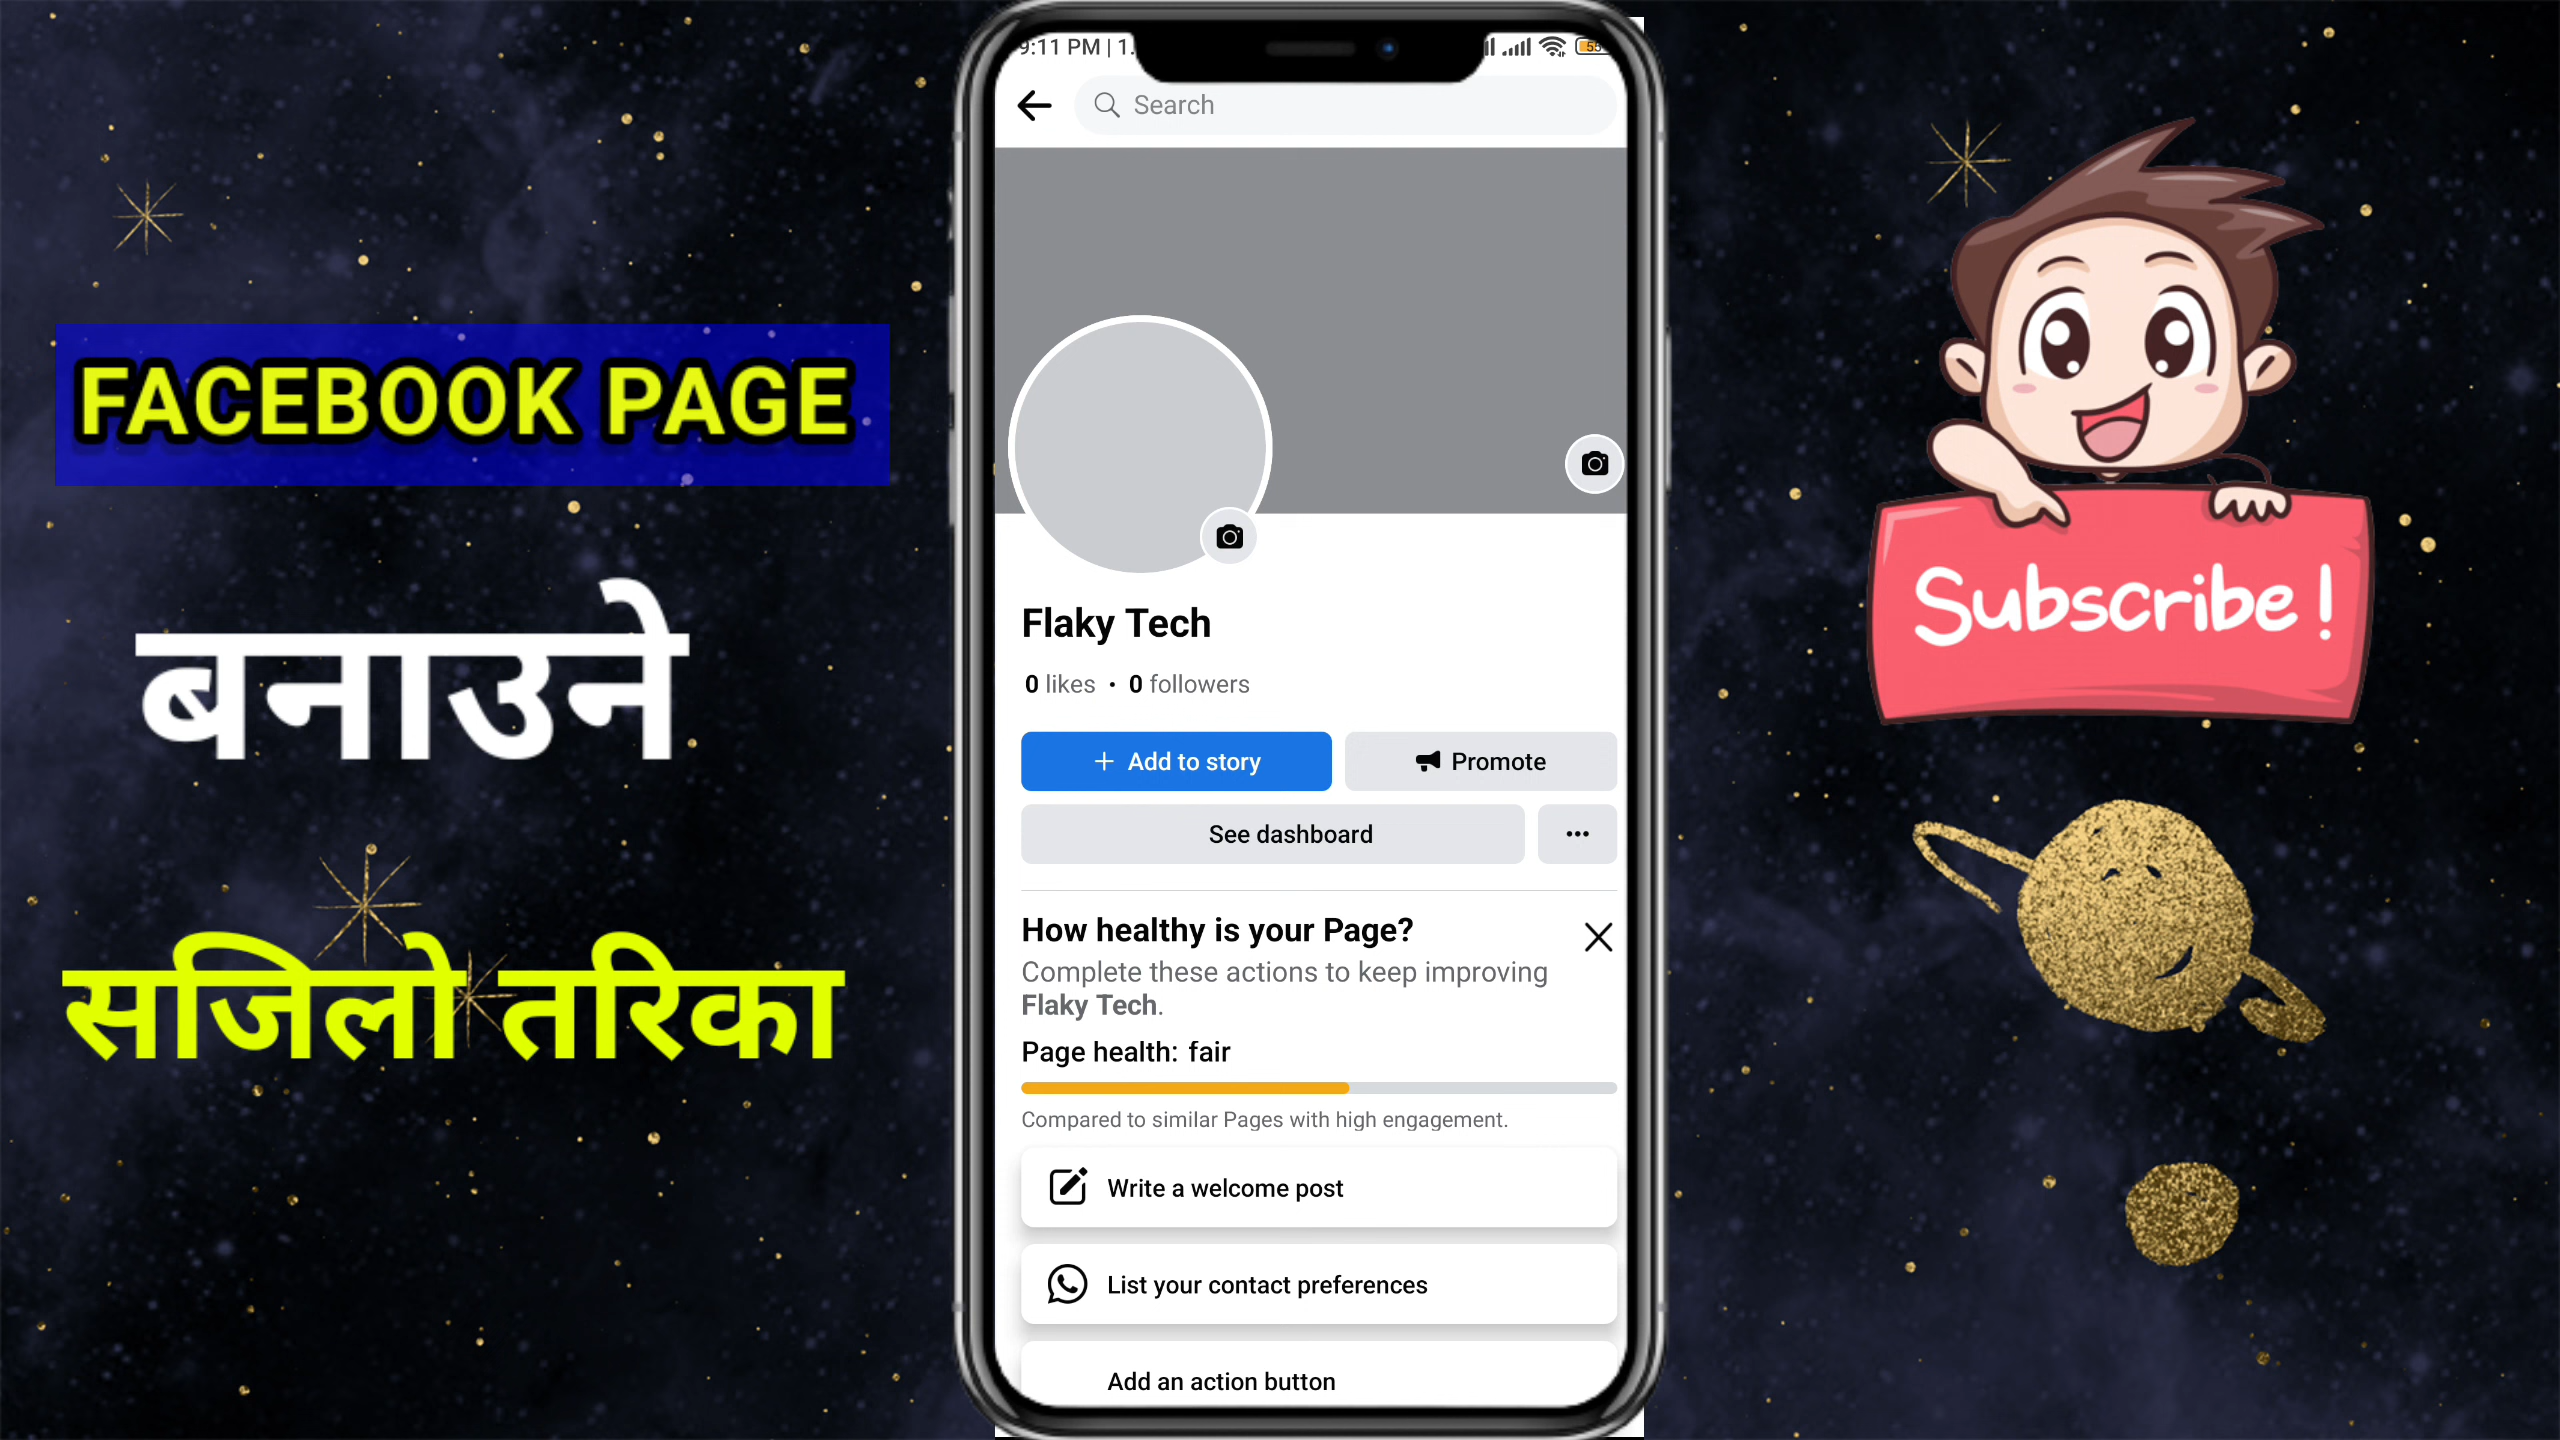 FACEBOOK PAGE
बनाउने
सजिलो तरिका
9:11 PM | 1.
55
Search
Flaky Tech
0 likes • 0 followers
+ Add to story
Promote
See dashboard
...
How healthy is your Page?
Complete these actions to keep improving
Flaky Tech.
Page health: fair
Compared to similar Pages with high engagement.
Write a welcome post
List your contact preferences
Add an action button
Subscribe!